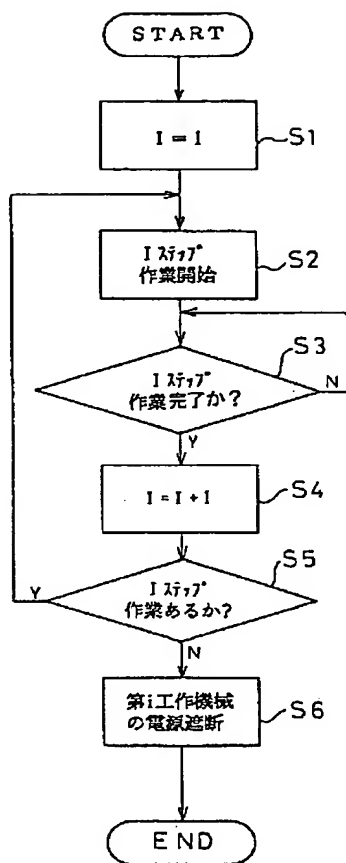 START
I = 1
S1
I ステップ
作業開始
S2
I ステップ
作業完了か?
S3
N
Y
I = I + 1
S4
I ステップ
作業あるか?
S5
Y
N
第i工作機械
の電源遮断
S6
END